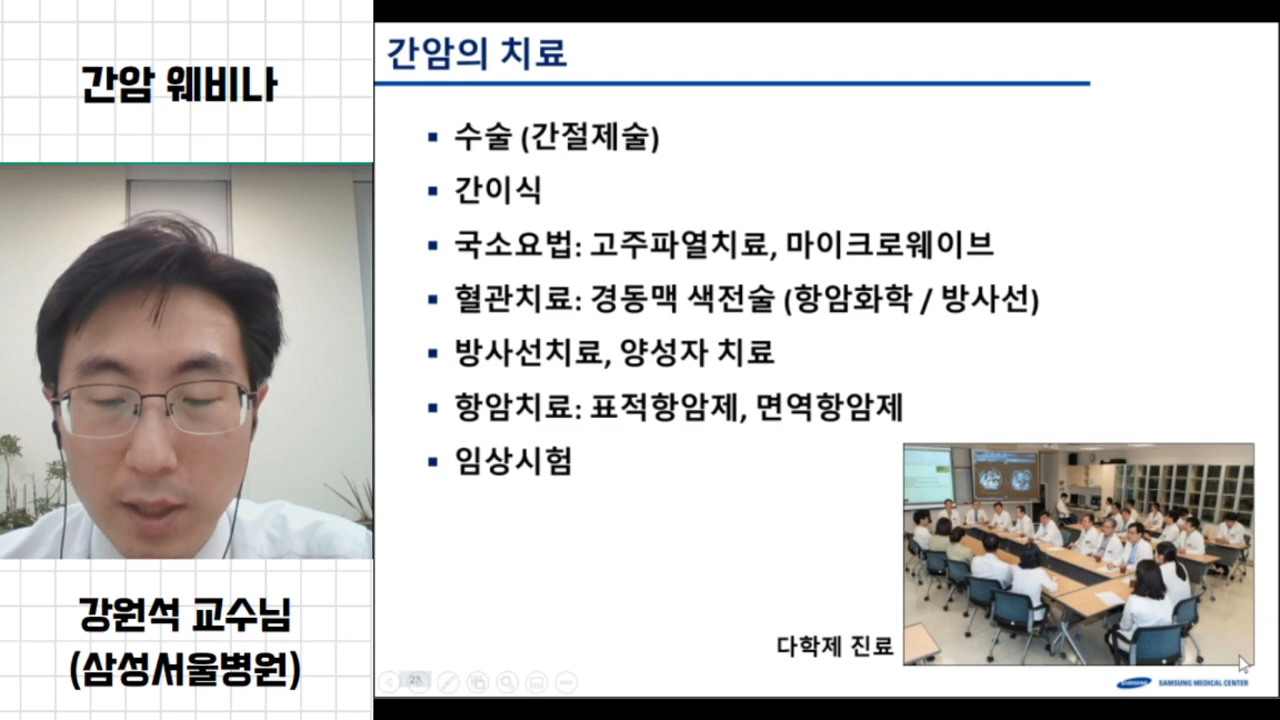 간암 웨비나
강원석 교수님
(삼성서울병원)
간암의 치료
수술 (간절제술)
간이식
국소요법: 고주파열치료, 마이크로웨이브
혈관치료: 경동맥 색전술 (항암화학 / 방사선)
방사선치료, 양성자 치료
항암치료: 표적항암제, 면역항암제
임상시험
다학제 진료
23
SAMSUNG SAMSUNG MEDICAL CENTER